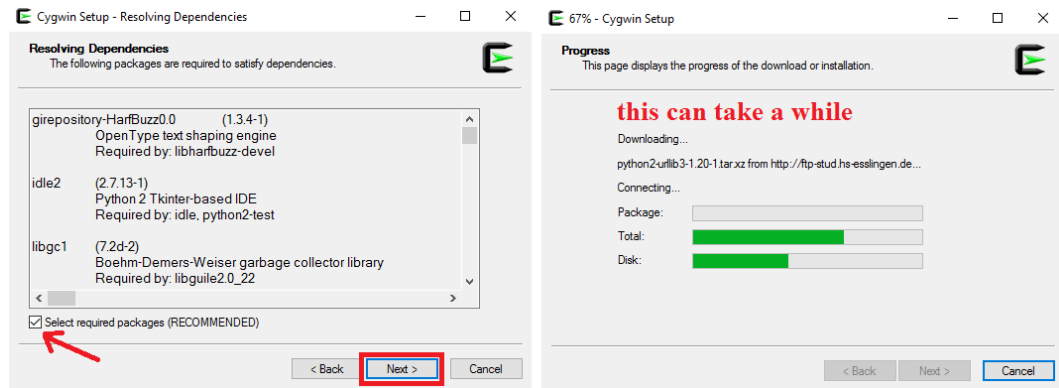 Cygwin Setup - Resolving Dependencies
Resolving Dependencies
The following packages are required to satisfy dependencies.
girepository-HarfBuzz0.0 (1.3.4-1)
OpenType text shaping engine
Required by: libharfbuzz-devel
idle2 (2.7.13-1)
Python 2 Tkinter-based IDE
Required by: idle, python2-test
libgc1 (7.2d-2)
Boehm-Demers-Weiser garbage collector library
Required by: libguile2.0_22
Select required packages (RECOMMENDED)
< Back Next > Cancel
67% - Cygwin Setup
Progress
This page displays the progress of the download or installation.
this can take a while
Downloading...
python2-urllib3-1.20-1.tar.xz from http://ftp-stud.hs-esslingen.de...
Connecting...
Package:
Total:
Disk:
< Back Next > Cancel